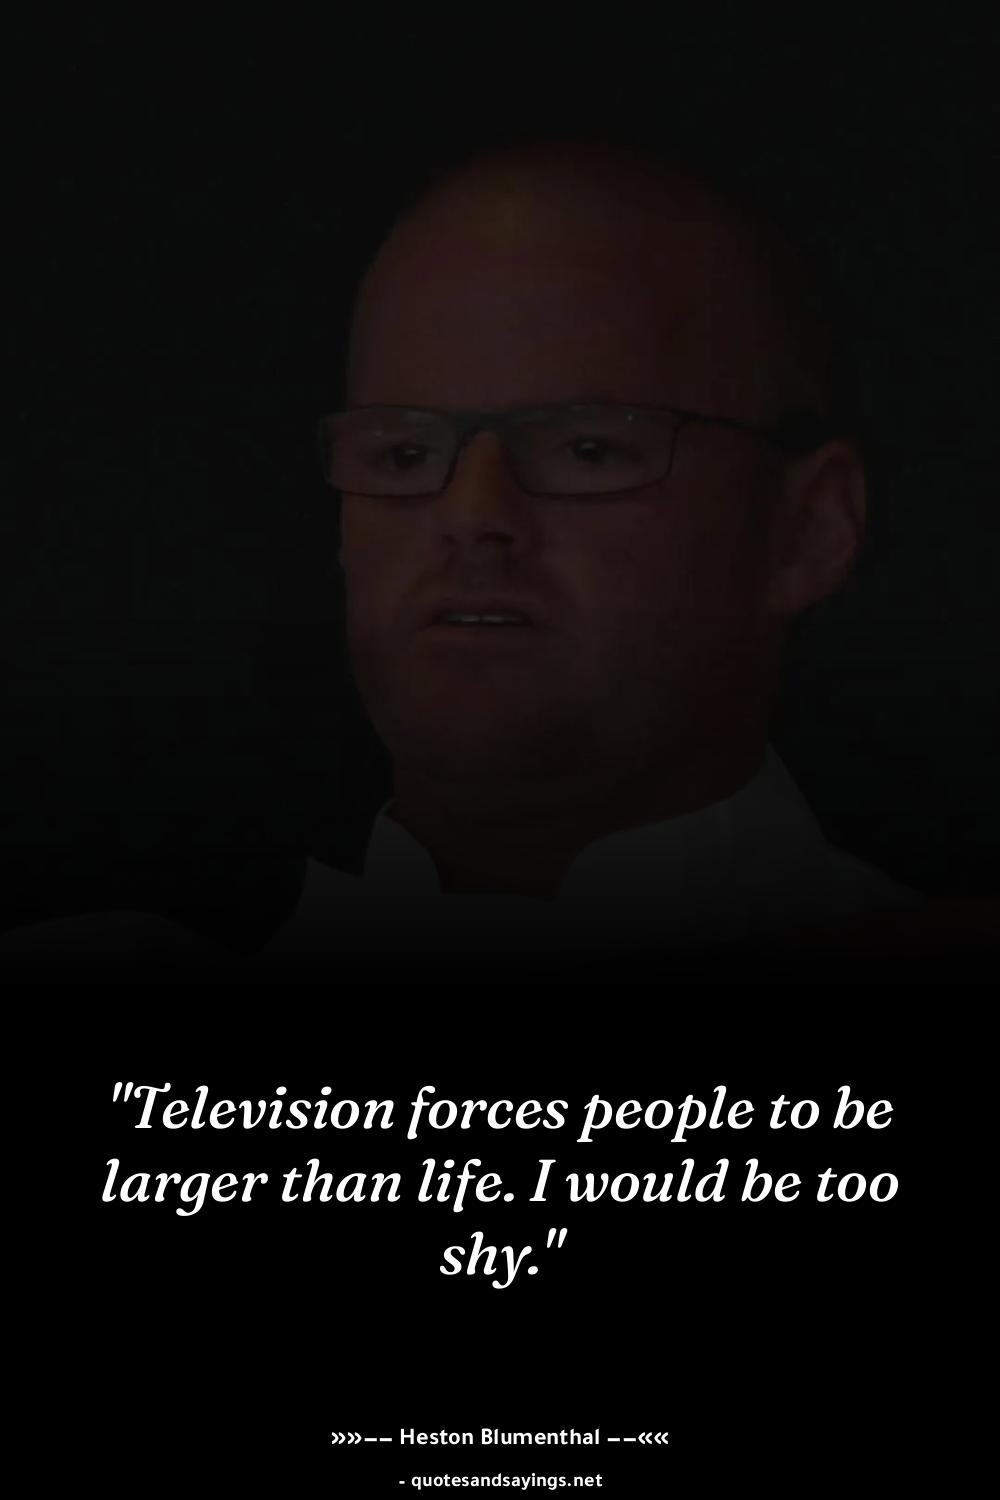 "Television forces people to be
larger than life. I would be too
shy."
»»–– Heston Blumenthal ––««
- quotesandsayings.net